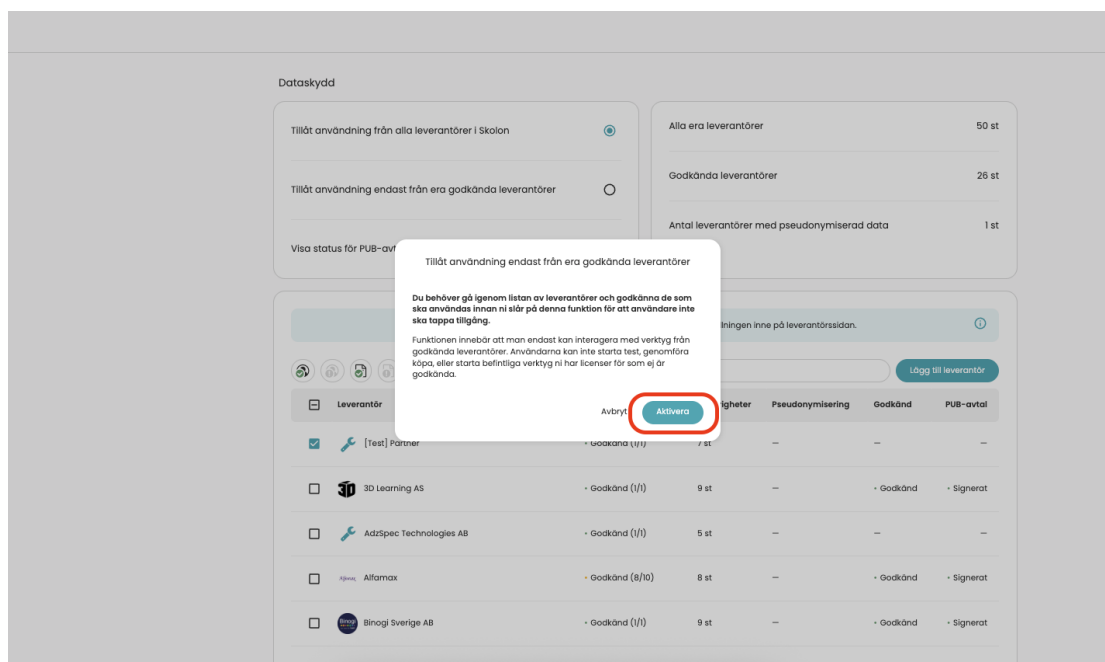 Dataskydd
Tillåt användning från alla leverantörer i Skolon
Tillåt användning endast från era godkända leverantörer
Visa status för PUB-av
Alla era leverantörer 50 st
Godkända leverantörer 26 st
Antal leverantörer med pseudonymiserad data 1 st
Tillåt användning endast från era godkända leverantörer
Du behöver gå igenom listan av leverantörer och godkänna de som
ska användas innan ni slår på denna funktion för att användare inte
ska tappa tillgång.
Funktionen innebär att man endast kan interagera med verktyg från
godkända leverantörer. Användarna kan inte starta test, genomföra
köpa, eller starta befintliga verktyg ni har licenser för som ej är
godkända.
Avbryt Aktivera
inne på leverantörssidan.
Lägg till leverantör
Leverantör Pseudonymisering Godkänd PUB-avtal
[Test] Partner • Godkänd (1/1) 7 st — — —
3D Learning AS • Godkänd (1/1) 9 st — • Godkänd • Signerat
AdzSpec Technologies AB • Godkänd (1/1) 5 st — — —
Alfamax • Godkänd (8/10) 8 st — • Godkänd • Signerat
Binogi Sverige AB • Godkänd (1/1) 9 st — • Godkänd • Signerat